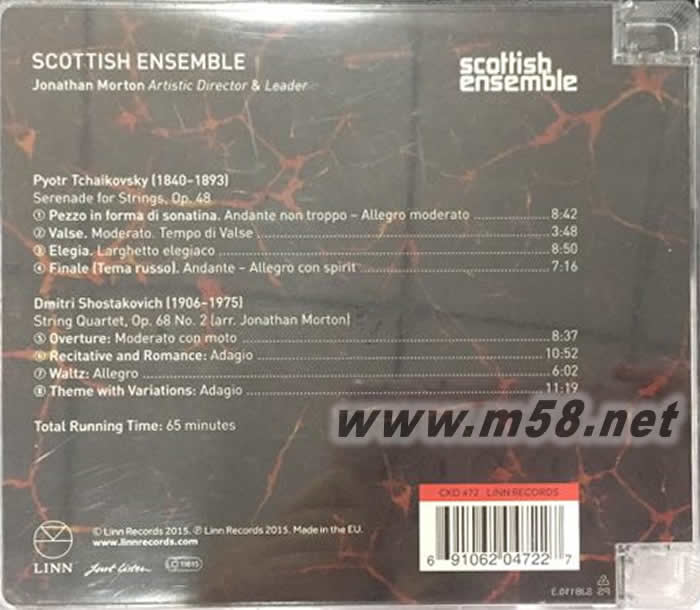 SCOTTISH ENSEMBLE
Jonathan Morton Artistic Director & Leader
scottish
ensemble
Pyotr Tchaikovsky (1840–1893)
Serenade for Strings, Op. 48
① Pezzo in forma di sonatina. Andante non troppo – Allegro moderato 8:42
② Valse. Moderato. Tempo di Valse 3:48
③ Elegia. Larghetto elegiaco 8:50
④ Finale (Tema russo). Andante – Allegro con spirit 7:16
Dmitri Shostakovich (1906–1975)
String Quartet, Op. 68 No. 2 (arr. Jonathan Morton)
⑤ Overture: Moderato con moto 8:37
⑥ Recitative and Romance: Adagio 10:52
⑦ Waltz: Allegro 6:02
⑧ Theme with Variations: Adagio 11:19
www.m58.net
Total Running Time: 65 minutes
CKD 472 LINN RECORDS
© Linn Records 2015. ℗ Linn Records 2015. Made in the EU.
www.linnrecords.com
LINN
Just listen
LC 11615
6 91062 04722 7